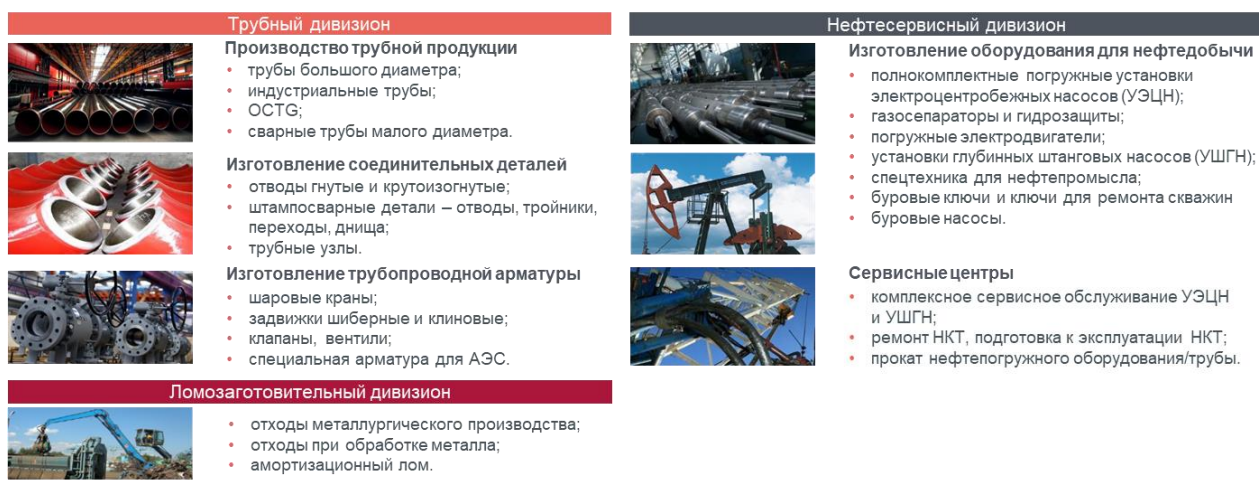 Трубный дивизион
Производство трубной продукции
• трубы большого диаметра;
• индустриальные трубы;
• OCTG;
• сварные трубы малого диаметра.
Изготовление соединительных деталей
• отводы гнутые и крутоизогнутые;
• штампосварные детали – отводы, тройники,
переходы, днища;
• трубные узлы.
Изготовление трубопроводной арматуры
• шаровые краны;
• задвижки шиберные и клиновые;
• клапаны, вентили;
• специальная арматура для АЭС.
Ломозаготовительный дивизион
• отходы металлургического производства;
• отходы при обработке металла;
• амортизационный лом.
Нефтесервисный дивизион
Изготовление оборудования для нефтедобычи
• полнокомплектные погружные установки
электроцентробежных насосов (УЭЦН);
• газосепараторы и гидрозащиты;
• погружные электродвигатели;
• установки глубинных штанговых насосов (УШГН);
• спецтехника для нефтепромысла;
• буровые ключи и ключи для ремонта скважин
• буровые насосы.
Сервисные центры
• комплексное сервисное обслуживание УЭЦН
и УШГН;
• ремонт НКТ, подготовка к эксплуатации НКТ;
• прокат нефтепогружного оборудования/трубы.